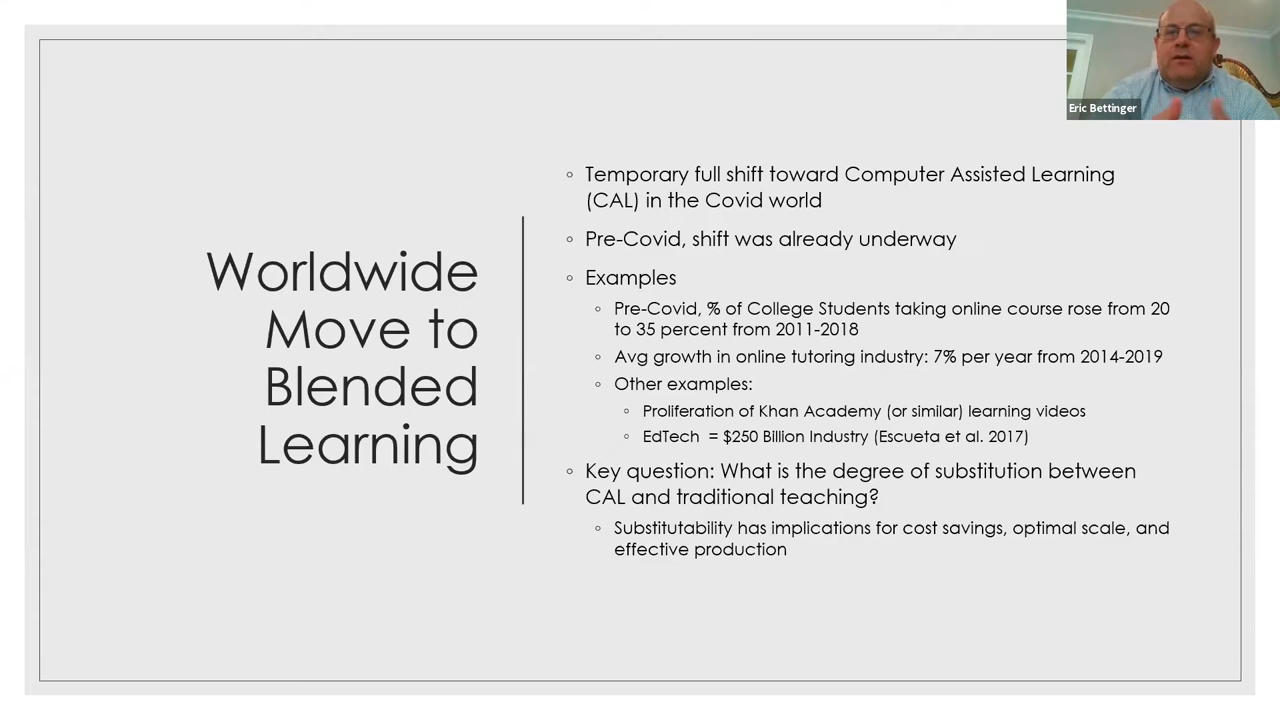 Eric Bettinger
Worldwide
Move to
Blended
Learning
◦ Temporary full shift toward Computer Assisted Learning
(CAL) in the Covid world
◦ Pre-Covid, shift was already underway
◦ Examples
◦ Pre-Covid, % of College Students taking online course rose from 20
to 35 percent from 2011-2018
◦ Avg growth in online tutoring industry: 7% per year from 2014-2019
◦ Other examples:
◦ Proliferation of Khan Academy (or similar) learning videos
◦ EdTech = $250 Billion Industry (Escueta et al. 2017)
◦ Key question: What is the degree of substitution between
CAL and traditional teaching?
◦ Substitutability has implications for cost savings, optimal scale, and
effective production